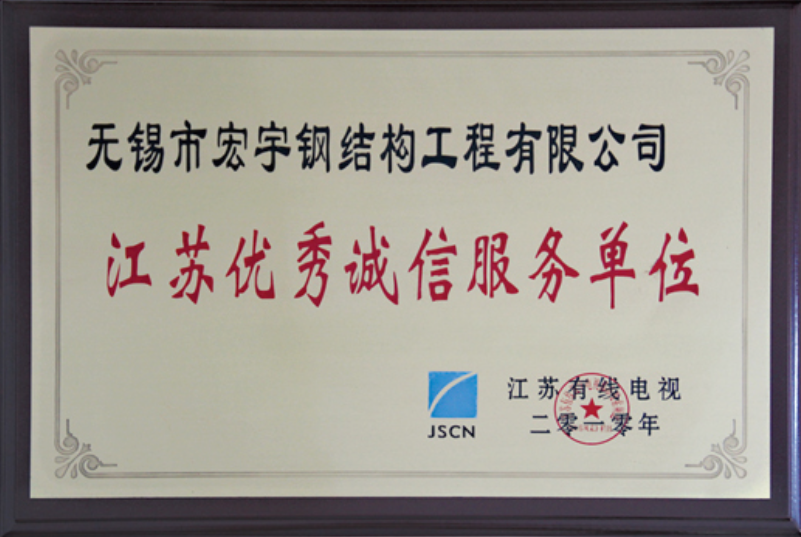 无锡市宏宇钢结构工程有限公司
江苏优秀诚信服务单位
JSCN
江苏有线电视
二零一零年